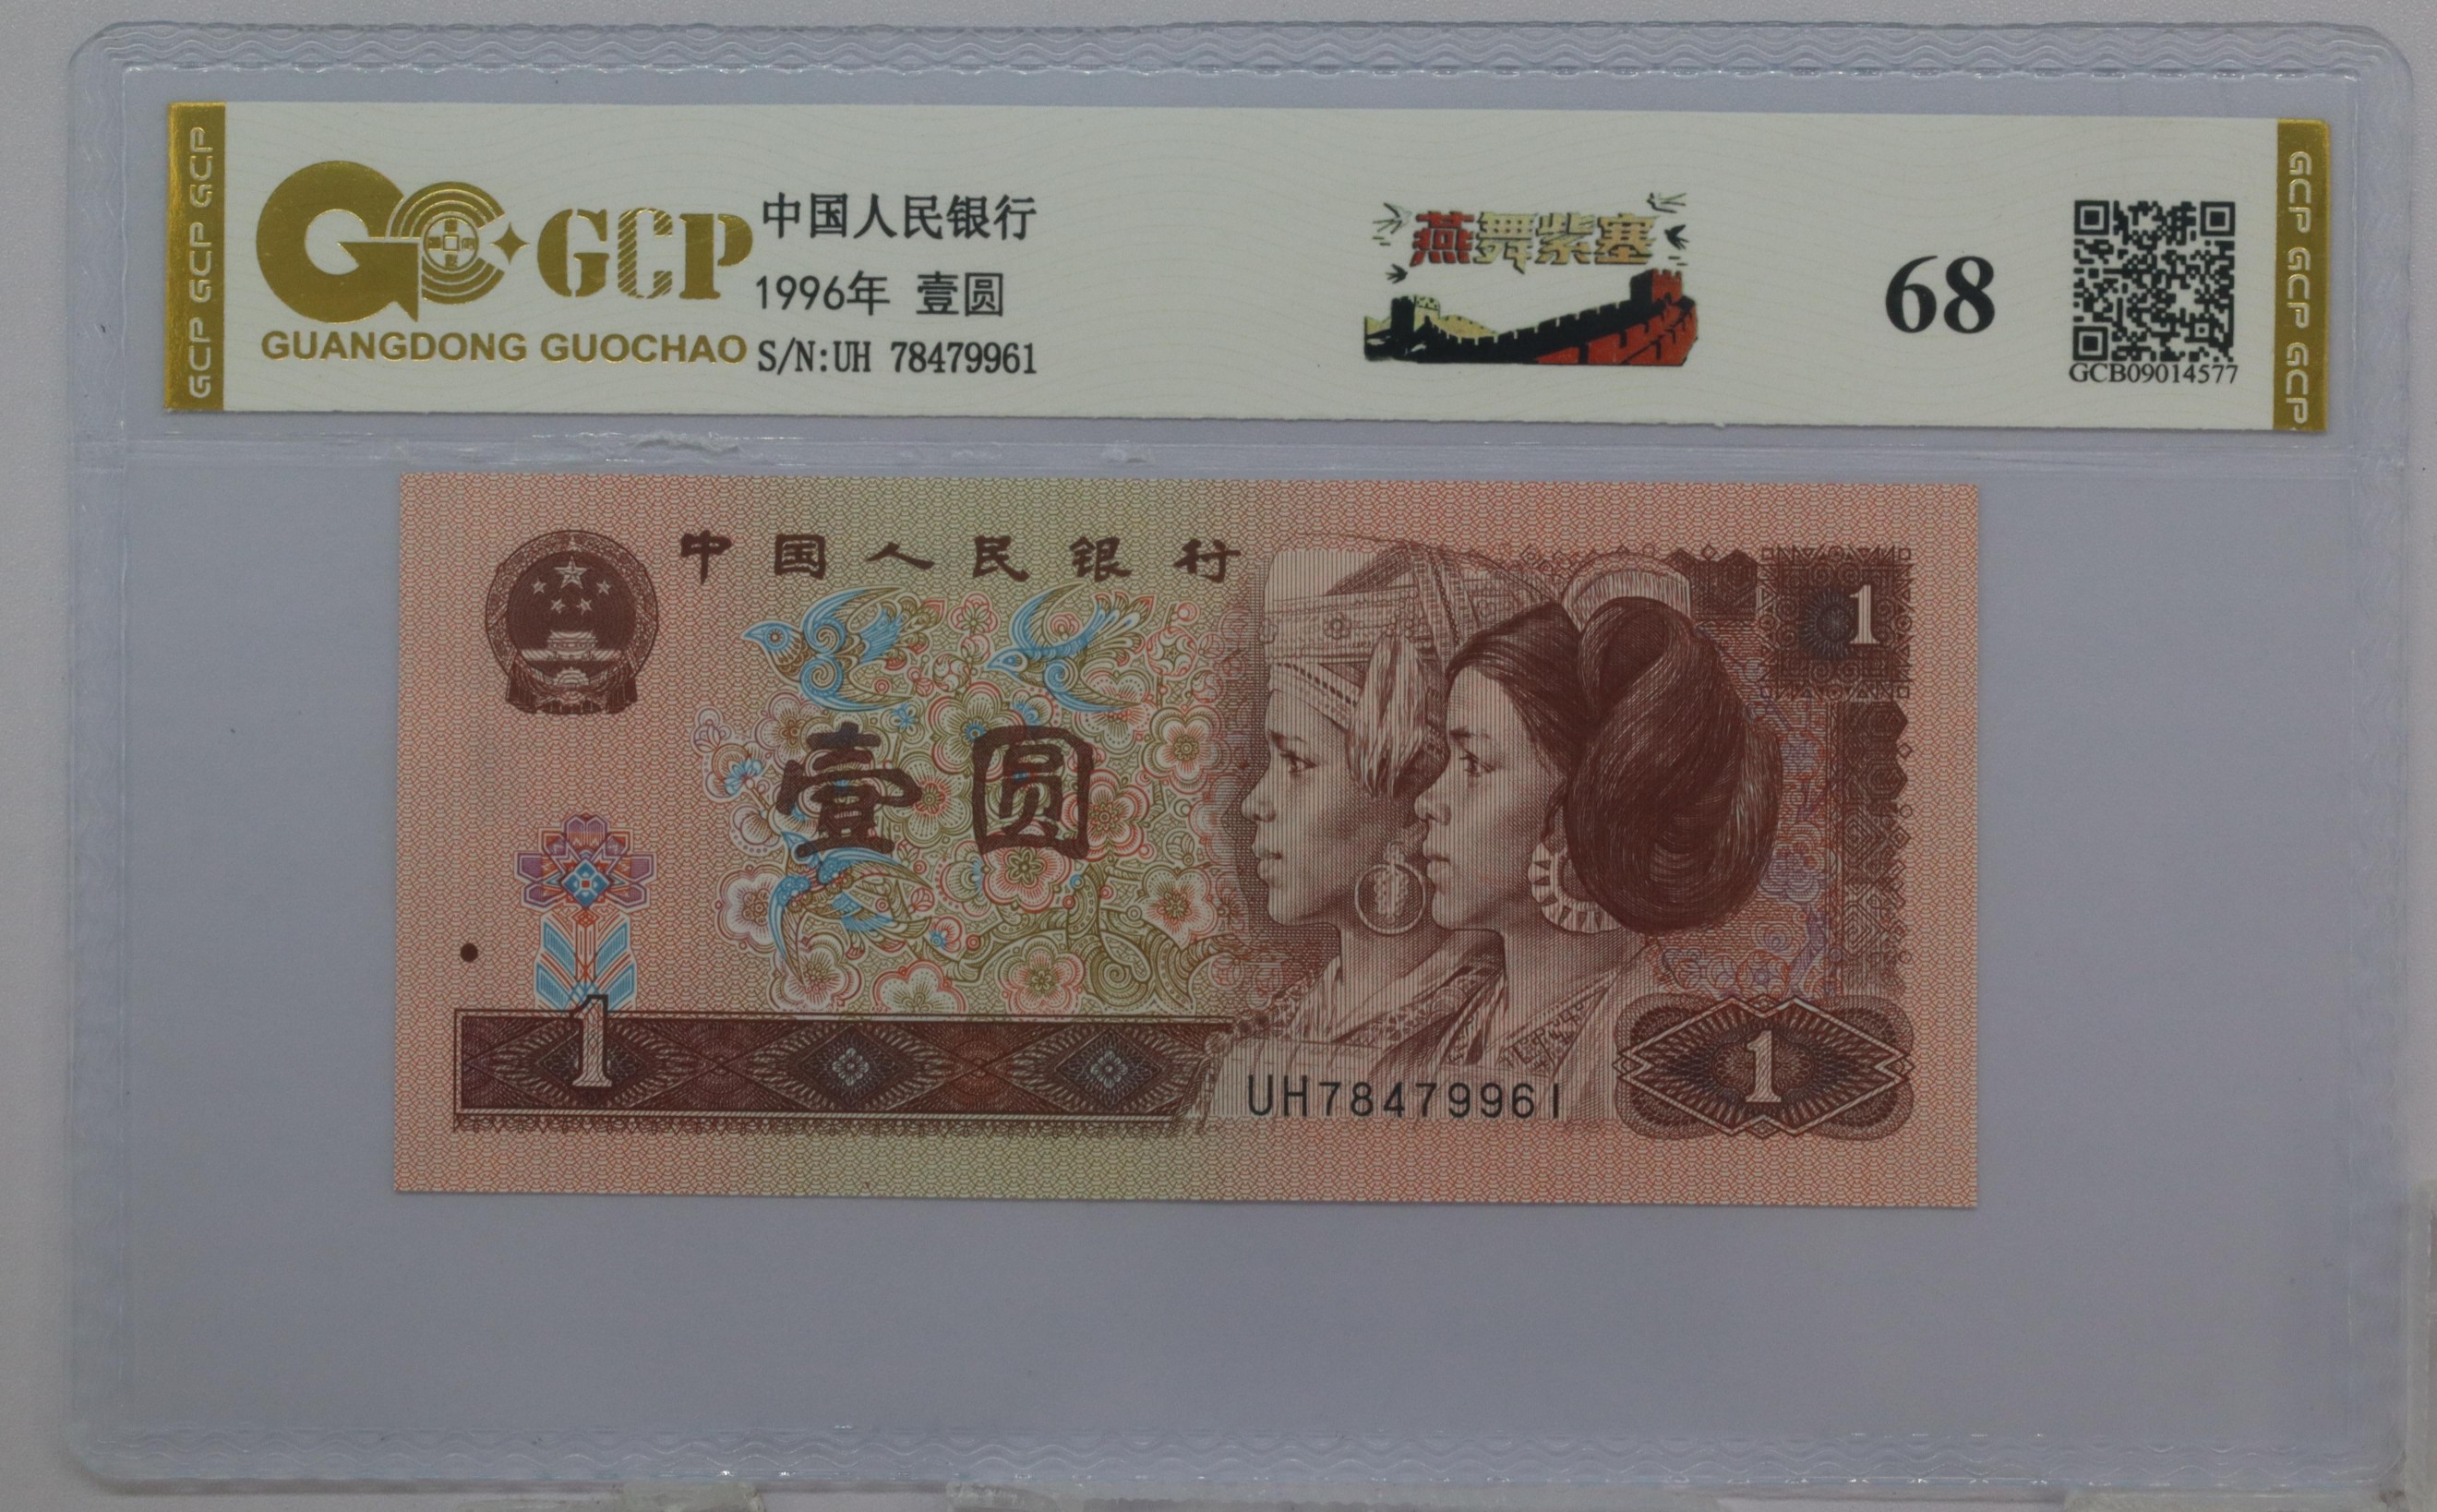 GCP GCP GCP GCP
GCP
GUANGDONG GUOCHAO
中国人民银行
1996年 壹圆
S/N:UH 78479961
燕舞紫塞
68
GCB09014577
GCP GCP GCP GCP
中国人民银行
1
壹圆
1
UH78479961
1